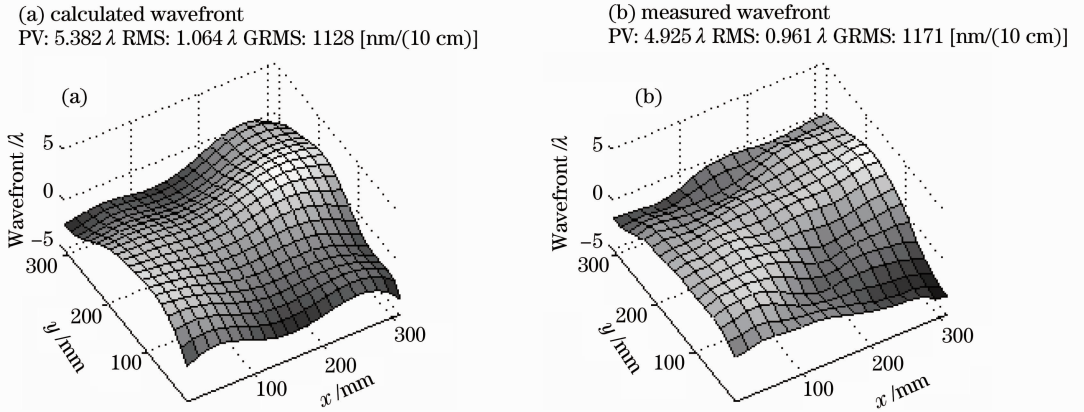 (a) calculated wavefront
PV: 5.382 λ RMS: 1.064 λ GRMS: 1128 [nm/(10 cm)]
(a)
Wavefront /λ
5
0
−5
300
200
100
y /mm
100
200
300
x /mm
(b) measured wavefront
PV: 4.925 λ RMS: 0.961 λ GRMS: 1171 [nm/(10 cm)]
(b)
Wavefront /λ
5
0
−5
300
200
100
y /mm
100
200
300
x /mm